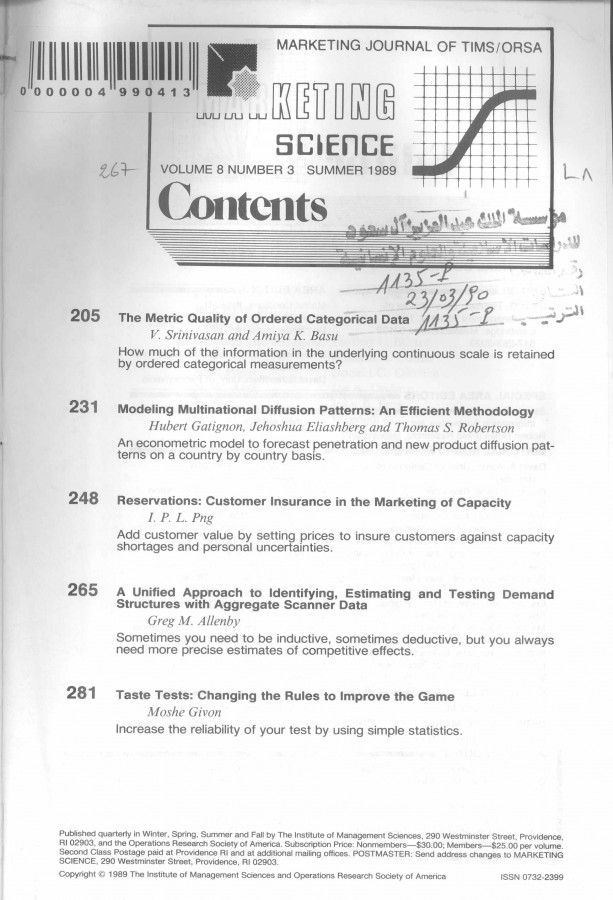 MARKETING JOURNAL OF TIMS/ORSA
0 000004 990413
MARKETING
SCIENCE
267
VOLUME 8 NUMBER 3 SUMMER 1989
Contents
مؤسسة الملك عبد العزيز آل سعود
للدراسات الاسلامية والعلوم الانسانية
1135-P
23/03/90
الترتيب 1135-P
205 The Metric Quality of Ordered Categorical Data
V. Srinivasan and Amiya K. Basu
How much of the information in the underlying continuous scale is retained
by ordered categorical measurements?
231 Modeling Multinational Diffusion Patterns: An Efficient Methodology
Hubert Gatignon, Jehoshua Eliashberg and Thomas S. Robertson
An econometric model to forecast penetration and new product diffusion pat-
terns on a country by country basis.
248 Reservations: Customer Insurance in the Marketing of Capacity
I. P. L. Png
Add customer value by setting prices to insure customers against capacity
shortages and personal uncertainties.
265 A Unified Approach to Identifying, Estimating and Testing Demand
Structures with Aggregate Scanner Data
Greg M. Allenby
Sometimes you need to be inductive, sometimes deductive, but you always
need more precise estimates of competitive effects.
281 Taste Tests: Changing the Rules to Improve the Game
Moshe Givon
Increase the reliability of your test by using simple statistics.
Published quarterly in Winter, Spring, Summer and Fall by The Institute of Management Sciences, 290 Westminster Street, Providence,
RI 02903, and the Operations Research Society of America. Subscription Price: Nonmembers—$30.00; Members—$25.00 per volume.
Second Class Postage paid at Providence RI and at additional mailing offices. POSTMASTER: Send address changes to MARKETING
SCIENCE, 290 Westminster Street, Providence, RI 02903.
Copyright © 1989 The Institute of Management Sciences and Operations Research Society of America ISSN 0732-2399